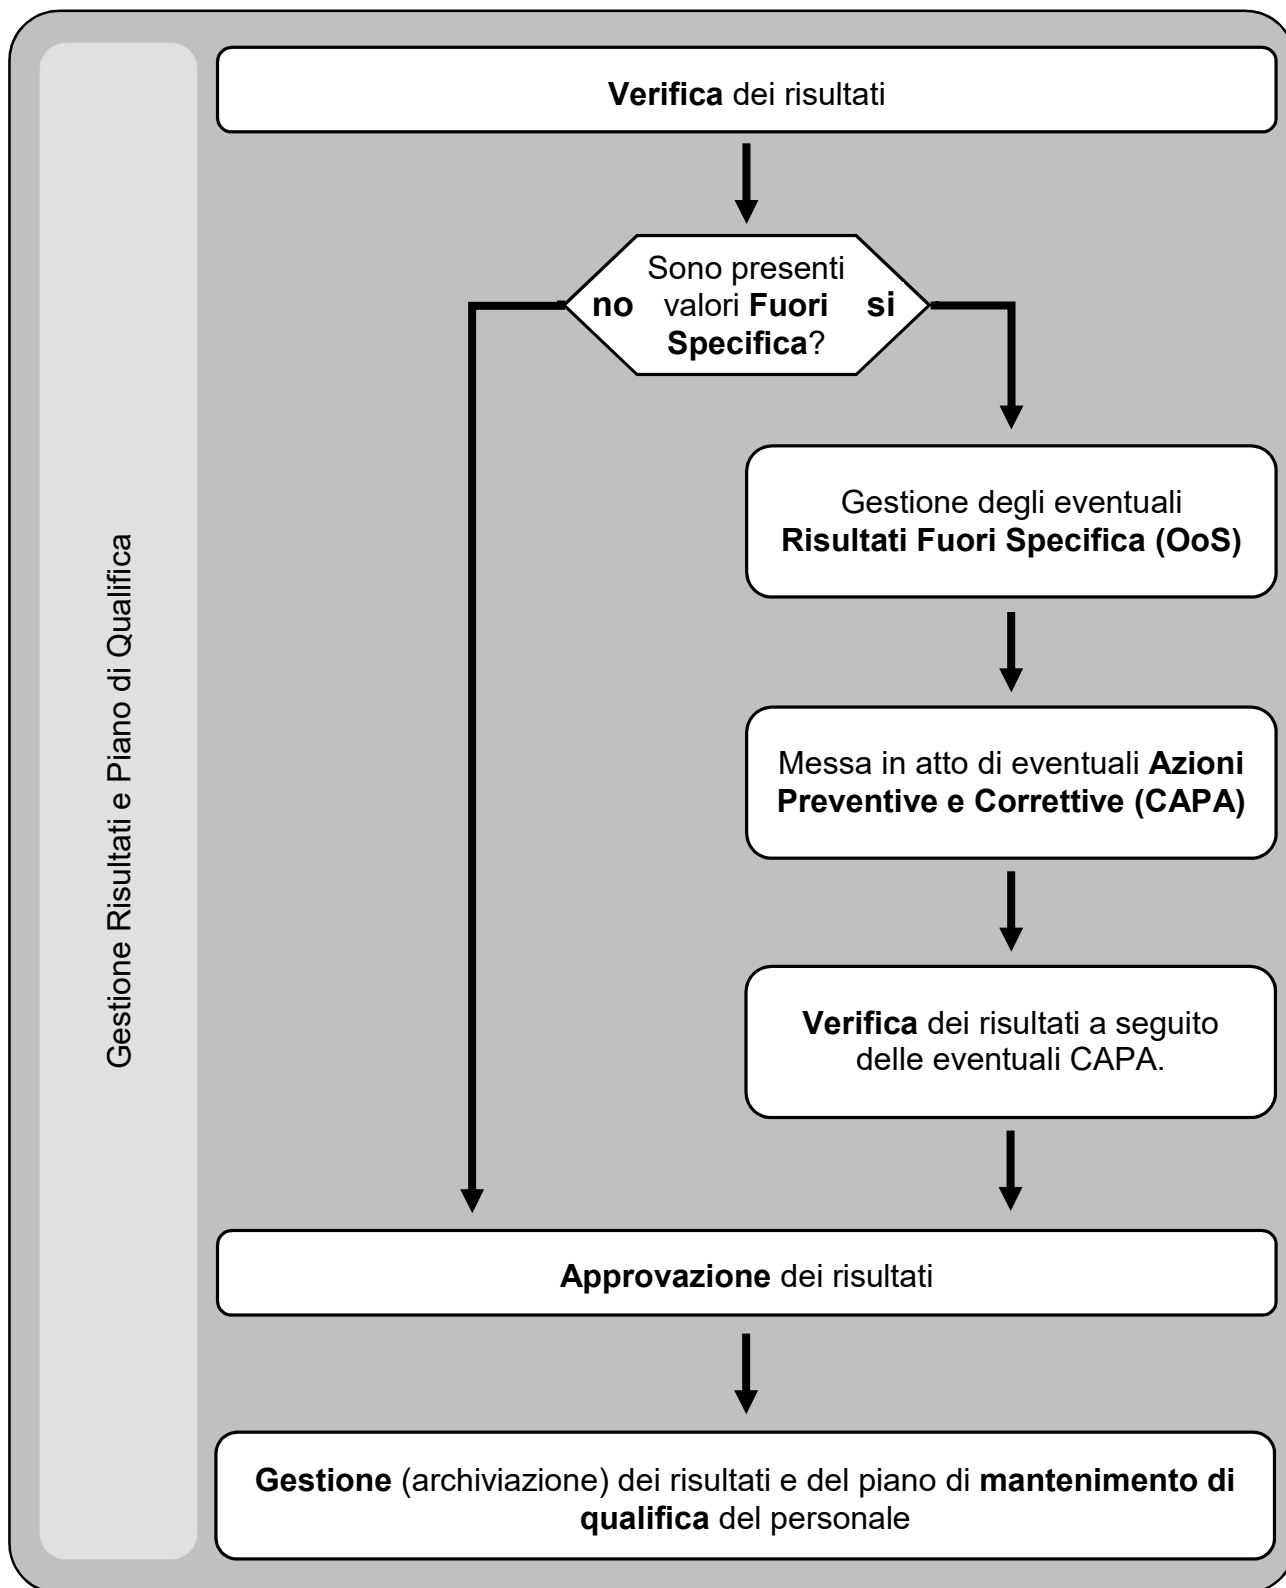 Gestione Risultati e Piano di Qualifica
Verifica dei risultati
Sono presenti
no valori Fuori si
Specifica?
Gestione degli eventuali
Risultati Fuori Specifica (OoS)
Messa in atto di eventuali Azioni
Preventive e Correttive (CAPA)
Verifica dei risultati a seguito
delle eventuali CAPA.
Approvazione dei risultati
Gestione (archiviazione) dei risultati e del piano di mantenimento di
qualifica del personale